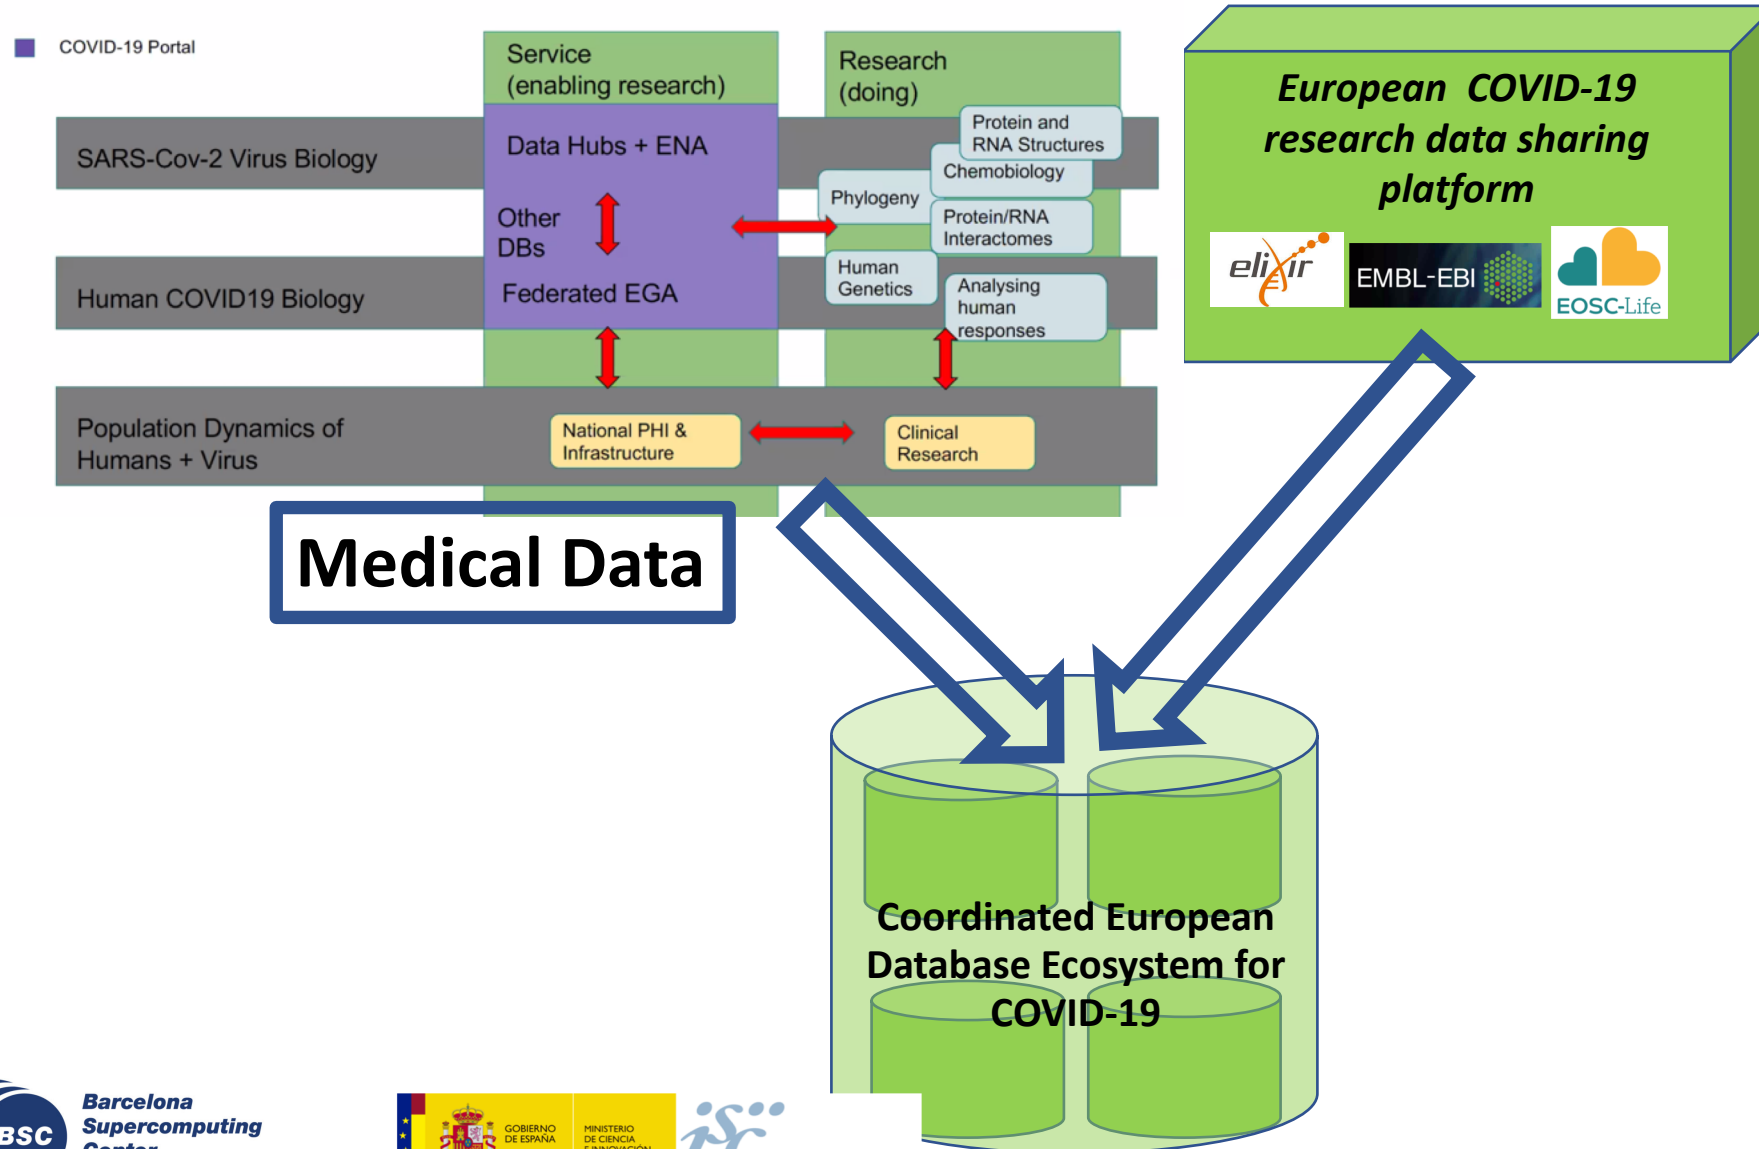 COVID-19 Portal
Service
(enabling research)
Research
(doing)
SARS-Cov-2 Virus Biology
Data Hubs + ENA
Protein and
RNA Structures
Chemobiology
Phylogeny
Protein/RNA
Interactomes
Other
DBs
Human COVID19 Biology
Federated EGA
Human
Genetics
Analysing
human
responses
Population Dynamics of
Humans + Virus
National PHI &
Infrastructure
Clinical
Research
European COVID-19
research data sharing
platform
elixir
EMBL-EBI
EOSC-Life
Medical Data
Coordinated European
Database Ecosystem for
COVID-19
BSC
Barcelona
Supercomputing
Center
GOBIERNO
DE ESPAÑA
MINISTERIO
DE CIENCIA
E INNOVACIÓN